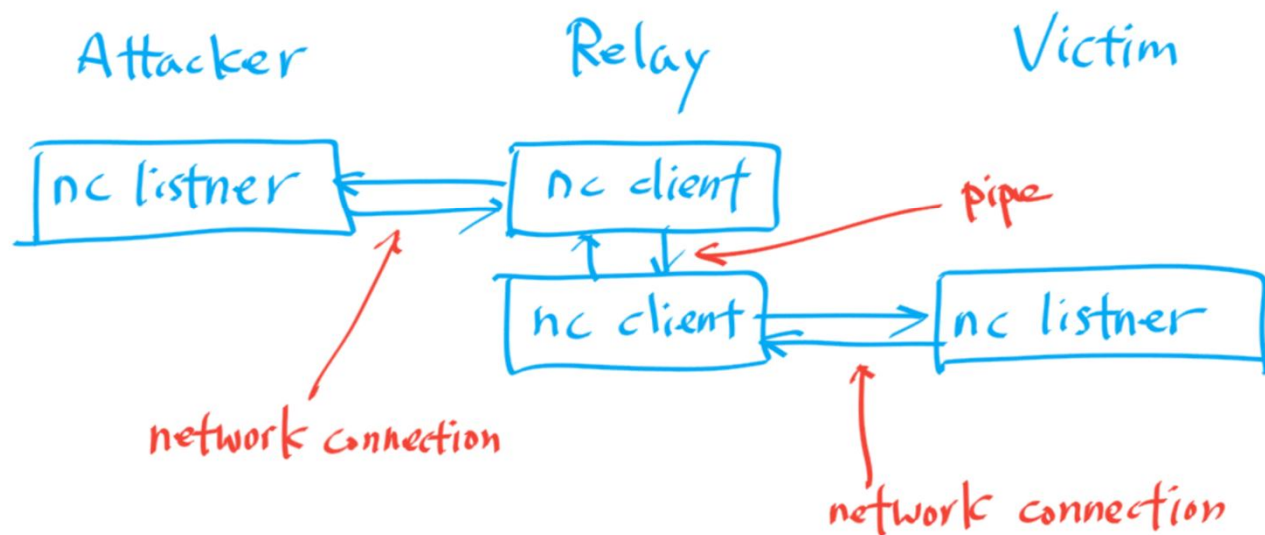 Attacker Relay Victim
nc listner nc client
pipe
nc client nc listner
network connection
network connection